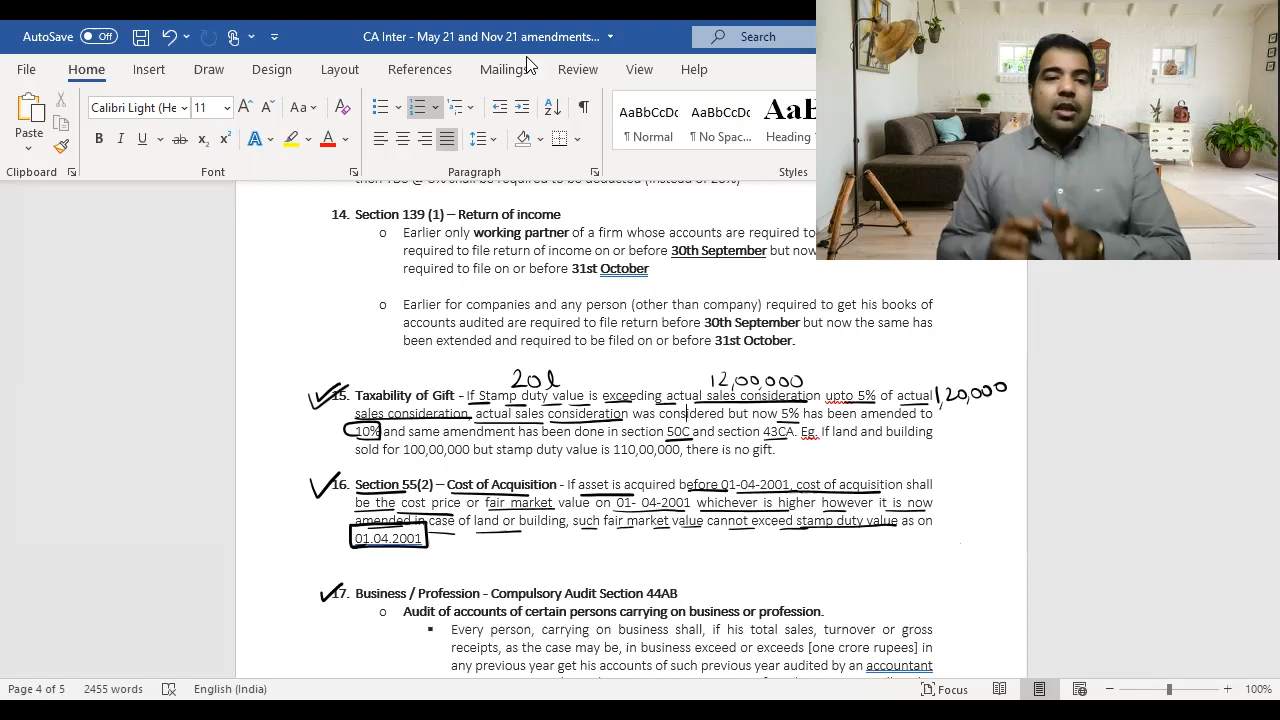 AutoSave Off CA Inter - May 21 and Nov 21 amendments... Search
File Home Insert Draw Design Layout References Mailings Review View Help
Calibri Light (He 11 A A Aa A AaBbCcDc AaBbCcDc AaB
Paste B I U ab x2 x2 A A ¶ Normal ¶ No Spac... Heading
Clipboard Font Paragraph Styles
14. Section 139 (1) – Return of income
o Earlier only working partner of a firm whose accounts are required to
required to file return of income on or before 30th September but now
required to file on or before 31st October
o Earlier for companies and any person (other than company) required to get his books of
accounts audited are required to file return before 30th September but now the same has
been extended and required to be filed on or before 31st October.
20l 12,00,000
15. Taxability of Gift - If Stamp duty value is exceeding actual sales consideration upto 5% of actual 1,20,000
sales consideration, actual sales consideration was considered but now 5% has been amended to
10% and same amendment has been done in section 50C and section 43CA. Eg. If land and building
sold for 100,00,000 but stamp duty value is 110,00,000, there is no gift.
16. Section 55(2) – Cost of Acquisition - If asset is acquired before 01-04-2001, cost of acquisition shall
be the cost price or fair market value on 01- 04-2001 whichever is higher however it is now
amended in case of land or building, such fair market value cannot exceed stamp duty value as on
01.04.2001
17. Business / Profession - Compulsory Audit Section 44AB
o Audit of accounts of certain persons carrying on business or profession.
▪ Every person, carrying on business shall, if his total sales, turnover or gross
receipts, as the case may be, in business exceed or exceeds [one crore rupees] in
any previous year get his accounts of such previous year audited by an accountant
Page 4 of 5 2455 words English (India) Focus 100%